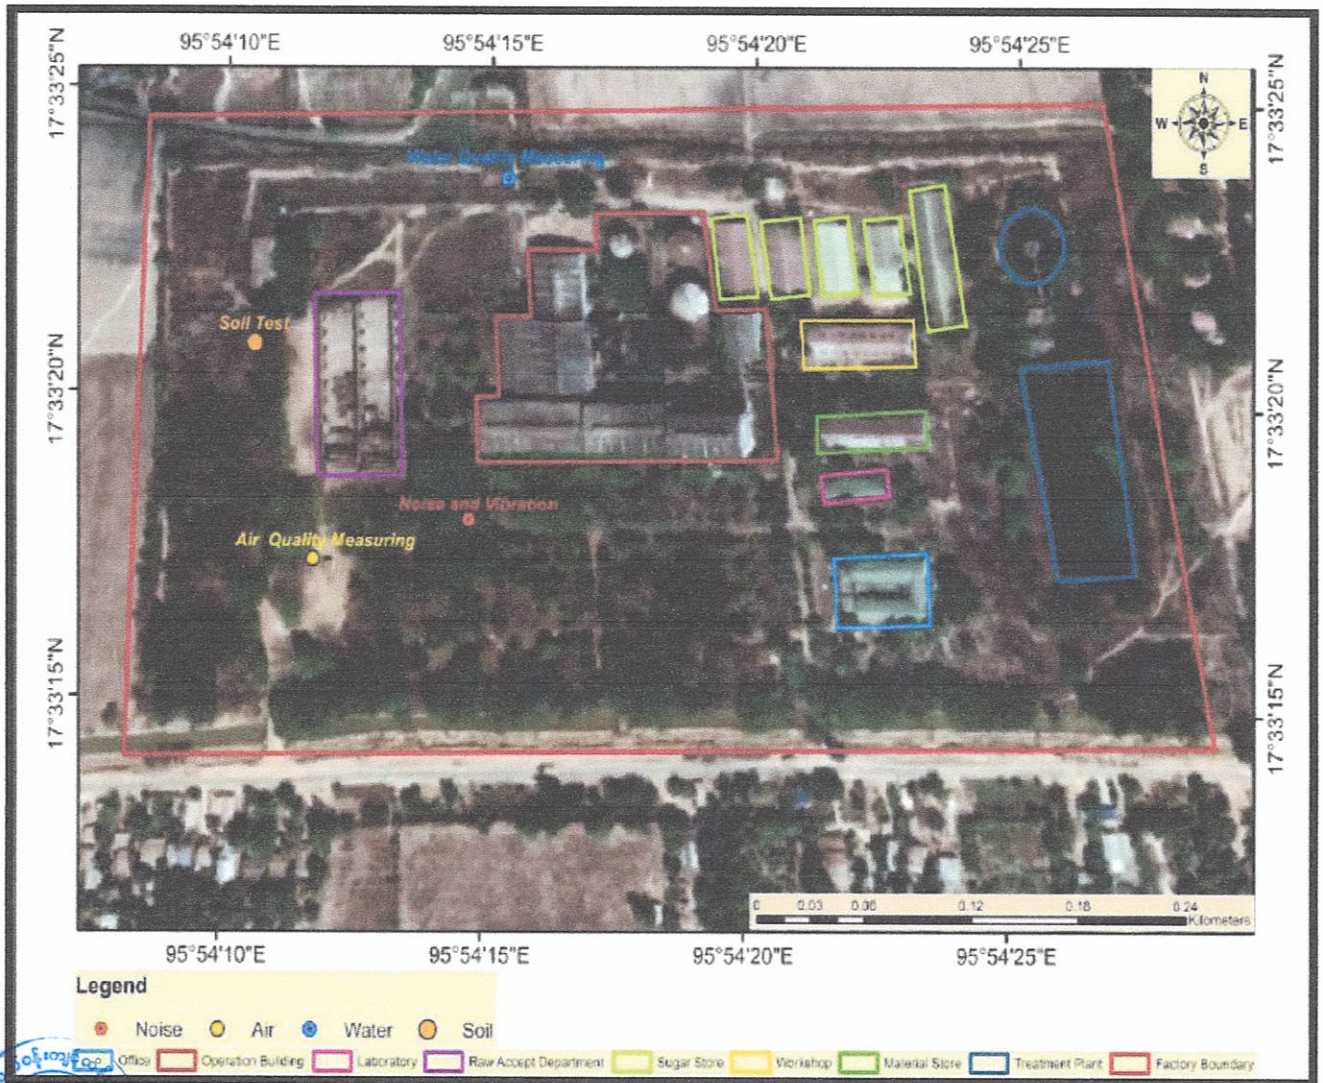 95°54'10"E 95°54'15"E 95°54'20"E 95°54'25"E
17°33'25"N 17°33'25"N
N
W E
S
Water Quality Measuring
Soil Test
17°33'20"N 17°33'20"N
Noise and Vibration
Air Quality Measuring
17°33'15"N 17°33'15"N
0 0.03 0.06 0.12 0.18 0.24
Kilometers
95°54'10"E 95°54'15"E 95°54'20"E 95°54'25"E
Legend
Noise Air Water Soil
Office Operation Building Laboratory Raw Accept Department Sugar Store Workshop Material Store Treatment Plant Factory Boundary